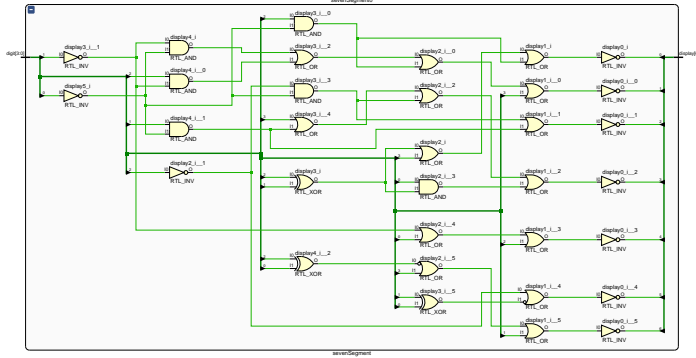 sevenSegment
digit[3:0]
display3_i__1
RTL_INV
display5_i
RTL_INV
display4_i
RTL_AND
display4_i__0
RTL_AND
display4_i__1
RTL_AND
display2_i__1
RTL_INV
display3_i__0
RTL_AND
display3_i__2
RTL_OR
display3_i__3
RTL_AND
display3_i__4
RTL_OR
display3_i
RTL_XOR
display4_i__2
RTL_XOR
display2_i__0
RTL_OR
display2_i__2
RTL_OR
display2_i
RTL_OR
display2_i__3
RTL_AND
display2_i__4
RTL_OR
display2_i__5
RTL_OR
display3_i__5
RTL_XOR
display1_i
RTL_OR
display1_i__0
RTL_OR
display1_i__1
RTL_OR
display1_i__2
RTL_OR
display1_i__3
RTL_OR
display1_i__4
RTL_OR
display1_i__5
RTL_OR
display0_i
RTL_INV
display0_i__0
RTL_INV
display0_i__1
RTL_INV
display0_i__2
RTL_INV
display0_i__3
RTL_INV
display0_i__4
RTL_INV
display0_i__5
RTL_INV